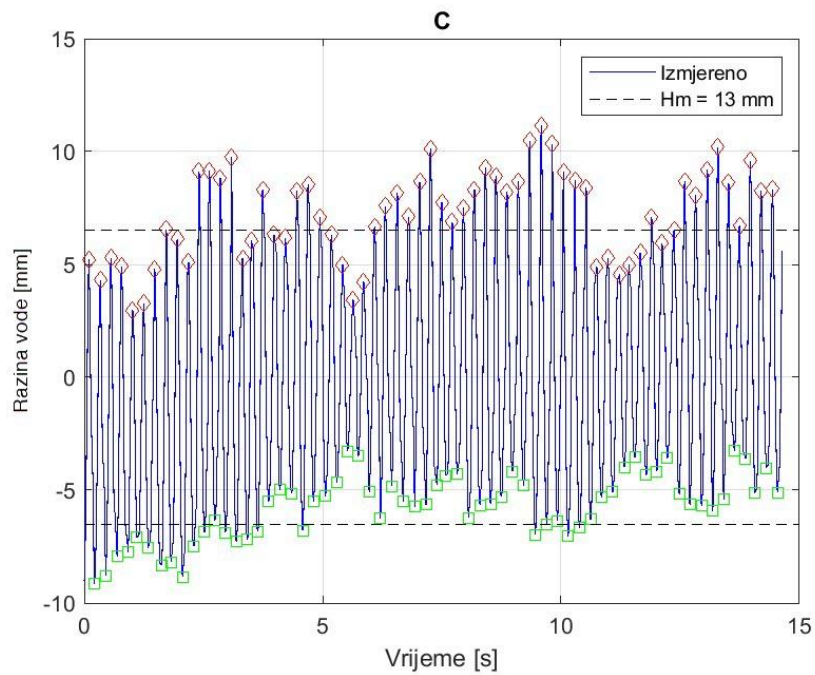 C
Izmjereno
Hm = 13 mm
Razina vode [mm]
15
10
5
0
-5
-10
0
5
10
15
Vrijeme [s]